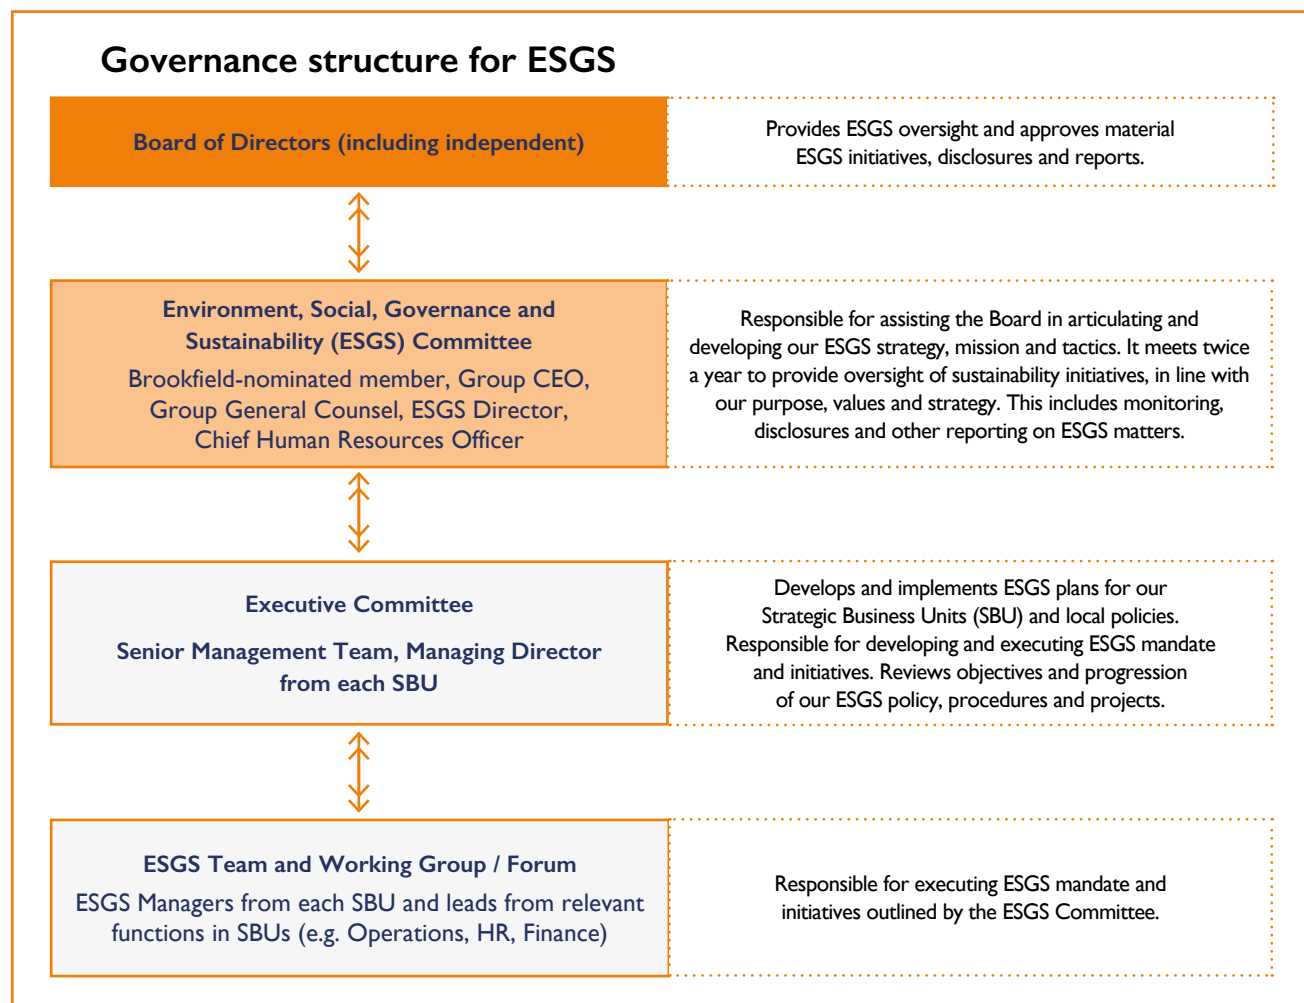 Governance structure for ESGS
Board of Directors (including independent)
Provides ESGS oversight and approves material
ESGS initiatives, disclosures and reports.
Environment, Social, Governance and
Sustainability (ESGS) Committee
Brookfield-nominated member, Group CEO,
Group General Counsel, ESGS Director,
Chief Human Resources Officer
Responsible for assisting the Board in articulating and
developing our ESGS strategy, mission and tactics. It meets twice
a year to provide oversight of sustainability initiatives, in line with
our purpose, values and strategy. This includes monitoring,
disclosures and other reporting on ESGS matters.
Executive Committee
Senior Management Team, Managing Director
from each SBU
Develops and implements ESGS plans for our
Strategic Business Units (SBU) and local policies.
Responsible for developing and executing ESGS mandate
and initiatives. Reviews objectives and progression
of our ESGS policy, procedures and projects.
ESGS Team and Working Group / Forum
ESGS Managers from each SBU and leads from relevant
functions in SBUs (e.g. Operations, HR, Finance)
Responsible for executing ESGS mandate and
initiatives outlined by the ESGS Committee.